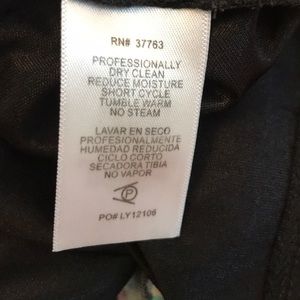 RN# 37763
PROFESSIONALLY
DRY CLEAN
REDUCE MOISTURE
SHORT CYCLE
TUMBLE WARM
NO STEAM
LAVAR EN SECO
PROFESIONALMENTE
HUMEDAD REDUCIDA
CICLO CORTO
SECADORA TIBIA
NO VAPOR
P
PO# LY12106